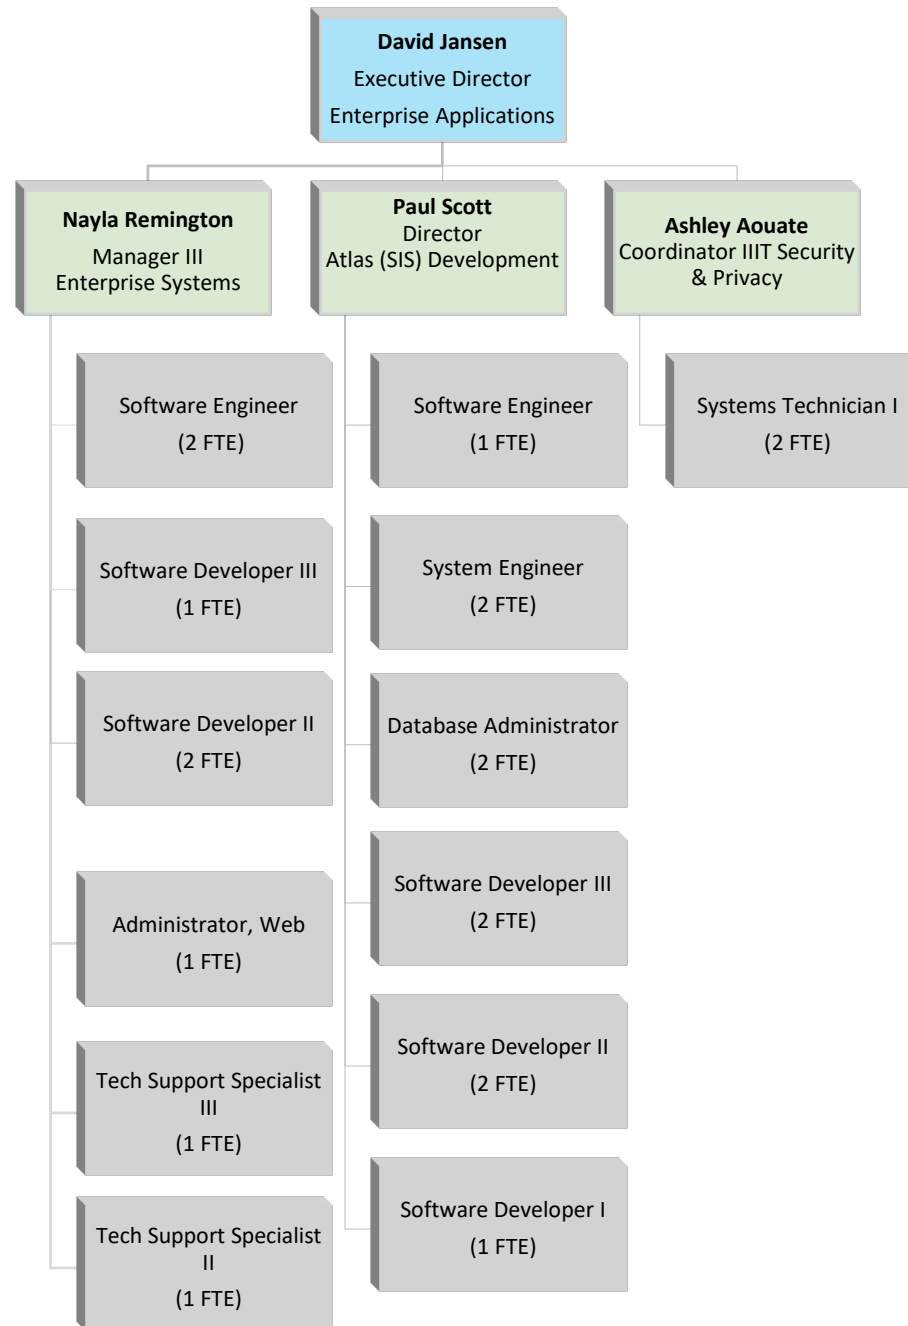 David Jansen
Executive Director
Enterprise Applications
Nayla Remington
Manager III
Enterprise Systems
Paul Scott
Director
Atlas (SIS) Development
Ashley Aouate
Coordinator IIIT Security
& Privacy
Software Engineer
(2 FTE)
Software Developer III
(1 FTE)
Software Developer II
(2 FTE)
Administrator, Web
(1 FTE)
Tech Support Specialist
III
(1 FTE)
Tech Support Specialist
II
(1 FTE)
Software Engineer
(1 FTE)
System Engineer
(2 FTE)
Database Administrator
(2 FTE)
Software Developer III
(2 FTE)
Software Developer II
(2 FTE)
Software Developer I
(1 FTE)
Systems Technician I
(2 FTE)